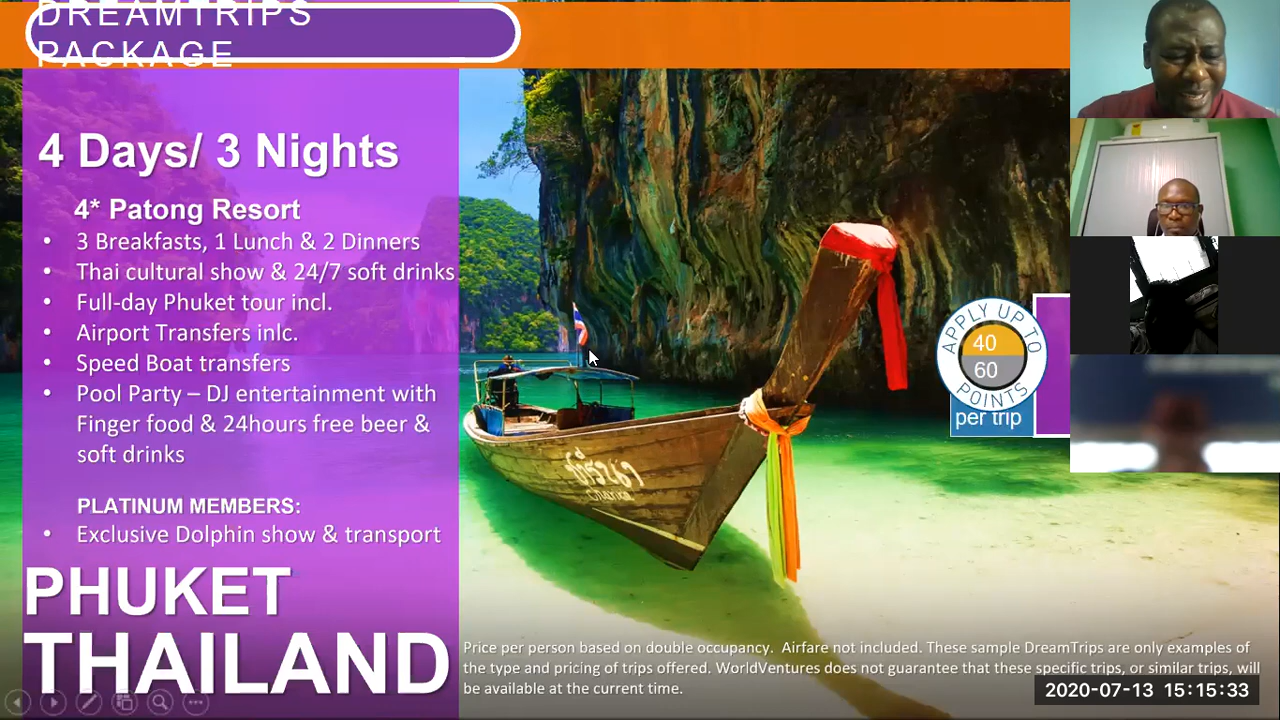 DREAMTRIPS
PACKAGE
4 Days/ 3 Nights
4* Patong Resort
• 3 Breakfasts, 1 Lunch & 2 Dinners
• Thai cultural show & 24/7 soft drinks
• Full-day Phuket tour incl.
• Airport Transfers inlc.
• Speed Boat transfers
• Pool Party – DJ entertainment with
Finger food & 24hours free beer &
soft drinks
PLATINUM MEMBERS:
• Exclusive Dolphin show & transport
PHUKET
THAILAND
APPLY UP TO
40
60
POINTS
per trip
Price per person based on double occupancy. Airfare not included. These sample DreamTrips are only examples of
the type and pricing of trips offered. WorldVentures does not guarantee that these specific trips, or similar trips, will
be available at the current time.
2020-07-13 15:15:33